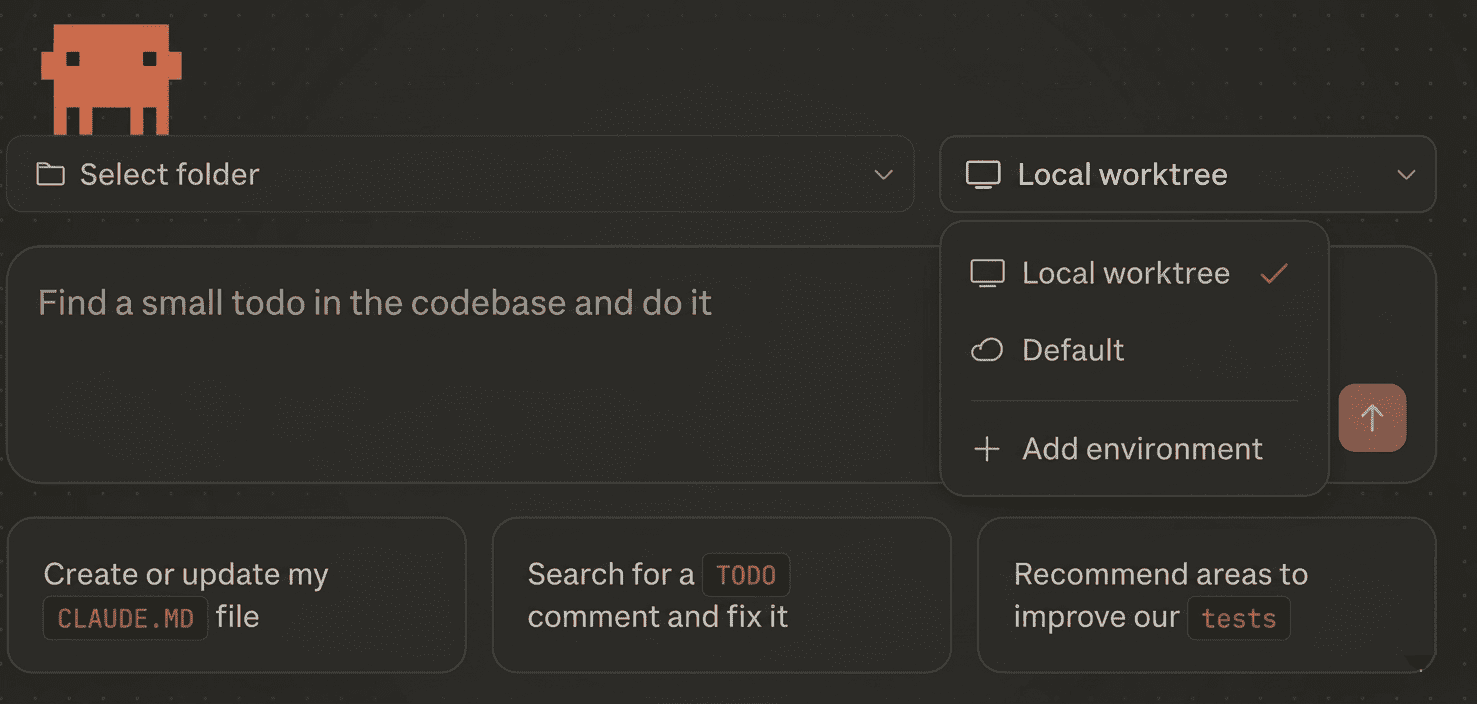 Select folder
Local worktree
Local worktree
Default
Add environment
Find a small todo in the codebase and do it
Create or update my
CLAUDE.MD file
Search for a TODO
comment and fix it
Recommend areas to
improve our tests